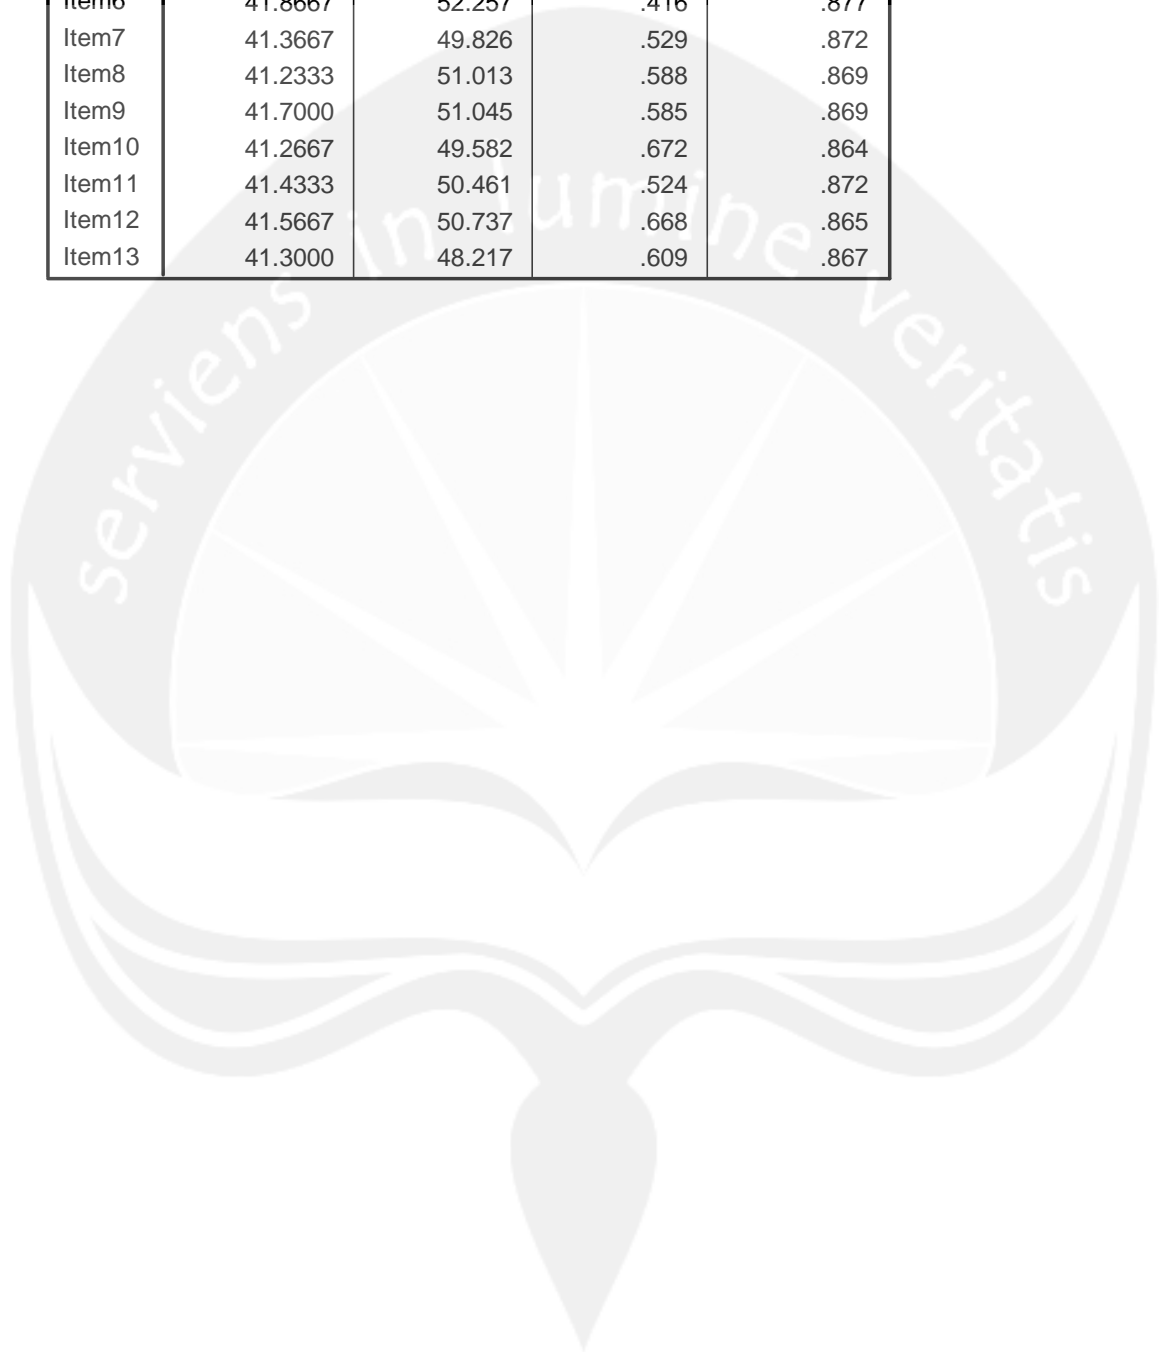 Item6 41.8667 52.257 .416 .877
Item7 41.3667 49.826 .529 .872
Item8 41.2333 51.013 .588 .869
Item9 41.7000 51.045 .585 .869
Item10 41.2667 49.582 .672 .864
Item11 41.4333 50.461 .524 .872
Item12 41.5667 50.737 .668 .865
Item13 41.3000 48.217 .609 .867
serviens in lumine veritatis